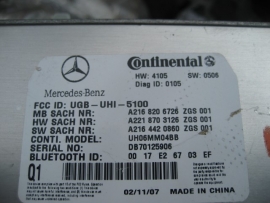 Continental
HW: 4105 SW: 0506
Diag ID: 0105
Mercedes-Benz
FCC ID: UGB-UHI-5100
MB SACH NR: A216 820 6726 ZGS 001
HW SACH NR: A221 870 3126 ZGS 001
SW SACH NR: A216 442 0860 ZGS 001
CONTI. MODEL: UH06MM04BB
SERIAL NR: DB70125906
BLUETOOTH ID: 00 17 E2 67 03 EF
Q1
02/11/07 MADE IN CHINA